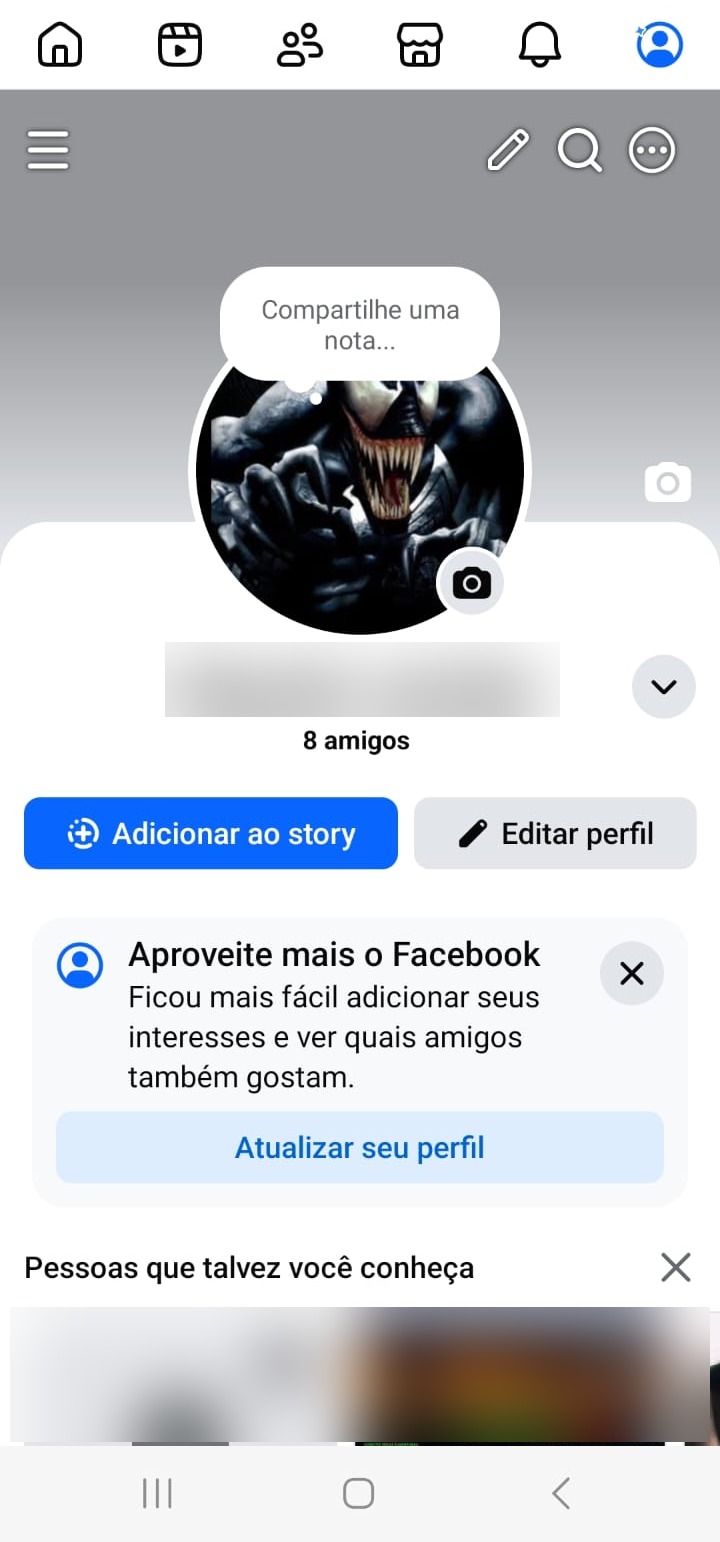 Compartilhe uma
nota...
8 amigos
Adicionar ao story
Editar perfil
Aproveite mais o Facebook
Ficou mais fácil adicionar seus
interesses e ver quais amigos
também gostam.
Atualizar seu perfil
Pessoas que talvez você conheça